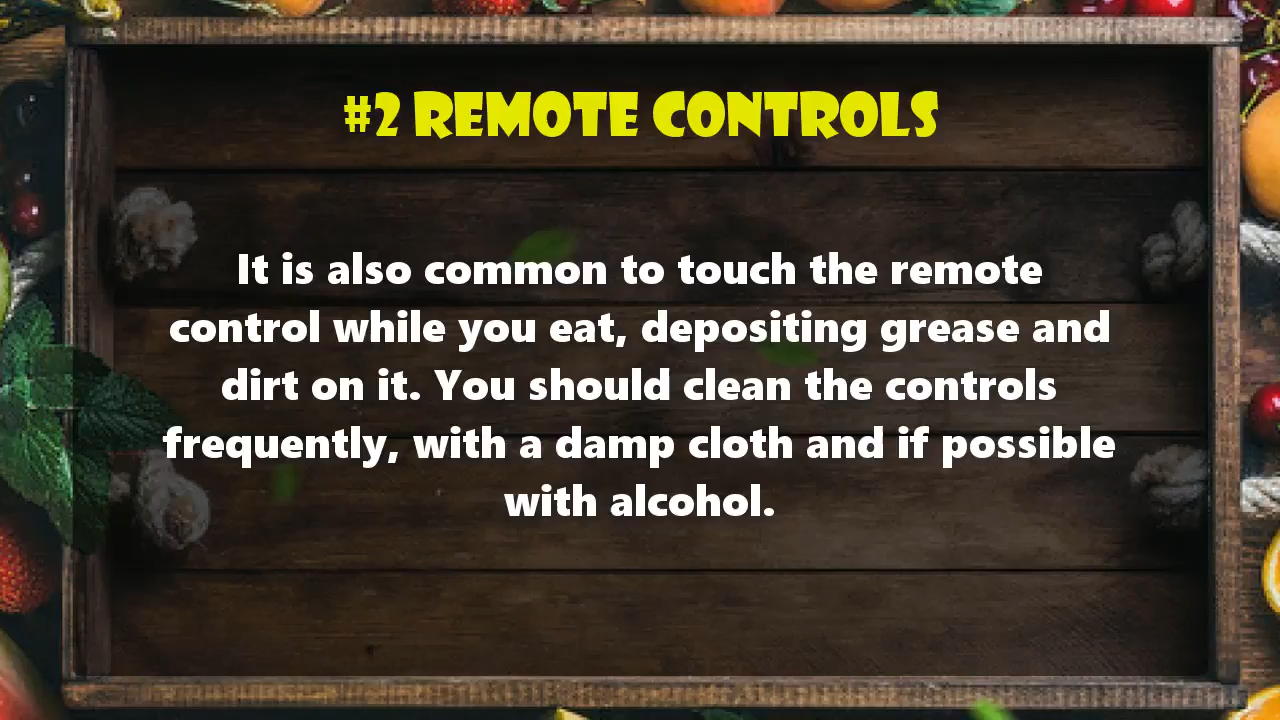 #2 REMOTE CONTROLS
It is also common to touch the remote
control while you eat, depositing grease and
dirt on it. You should clean the controls
frequently, with a damp cloth and if possible
with alcohol.